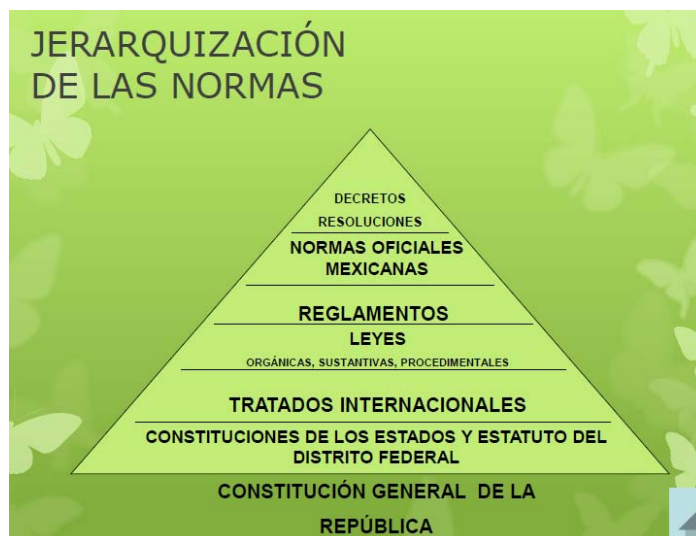 JERARQUIZACIÓN
DE LAS NORMAS
DECRETOS
RESOLUCIONES
NORMAS OFICIALES
MEXICANAS
REGLAMENTOS
LEYES
ORGÁNICAS, SUSTANTIVAS, PROCEDIMENTALES
TRATADOS INTERNACIONALES
CONSTITUCIONES DE LOS ESTADOS Y ESTATUTO DEL
DISTRITO FEDERAL
CONSTITUCIÓN GENERAL DE LA
REPÚBLICA